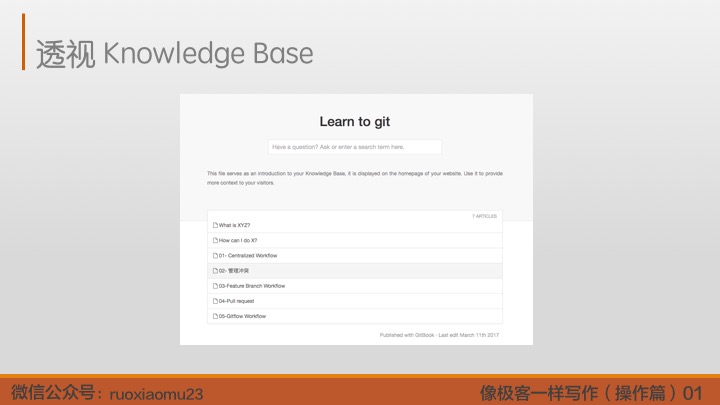 透视 Knowledge Base
Learn to git
Have a question? Ask or enter a search term here.
This file serves as an introduction to your Knowledge Base, it is displayed on the homepage of your website. Use it to provide
more context to your visitors.
7 ARTICLES
What is XYZ?
How can I do X?
01- Centralized Workflow
02- 管理冲突
03-Feature Branch Workflow
04-Pull request
05-Gitflow Workflow
Published with GitBook - Last edit March 11th 2017
微信公众号：ruoxiaomu23
像极客一样写作（操作篇）01